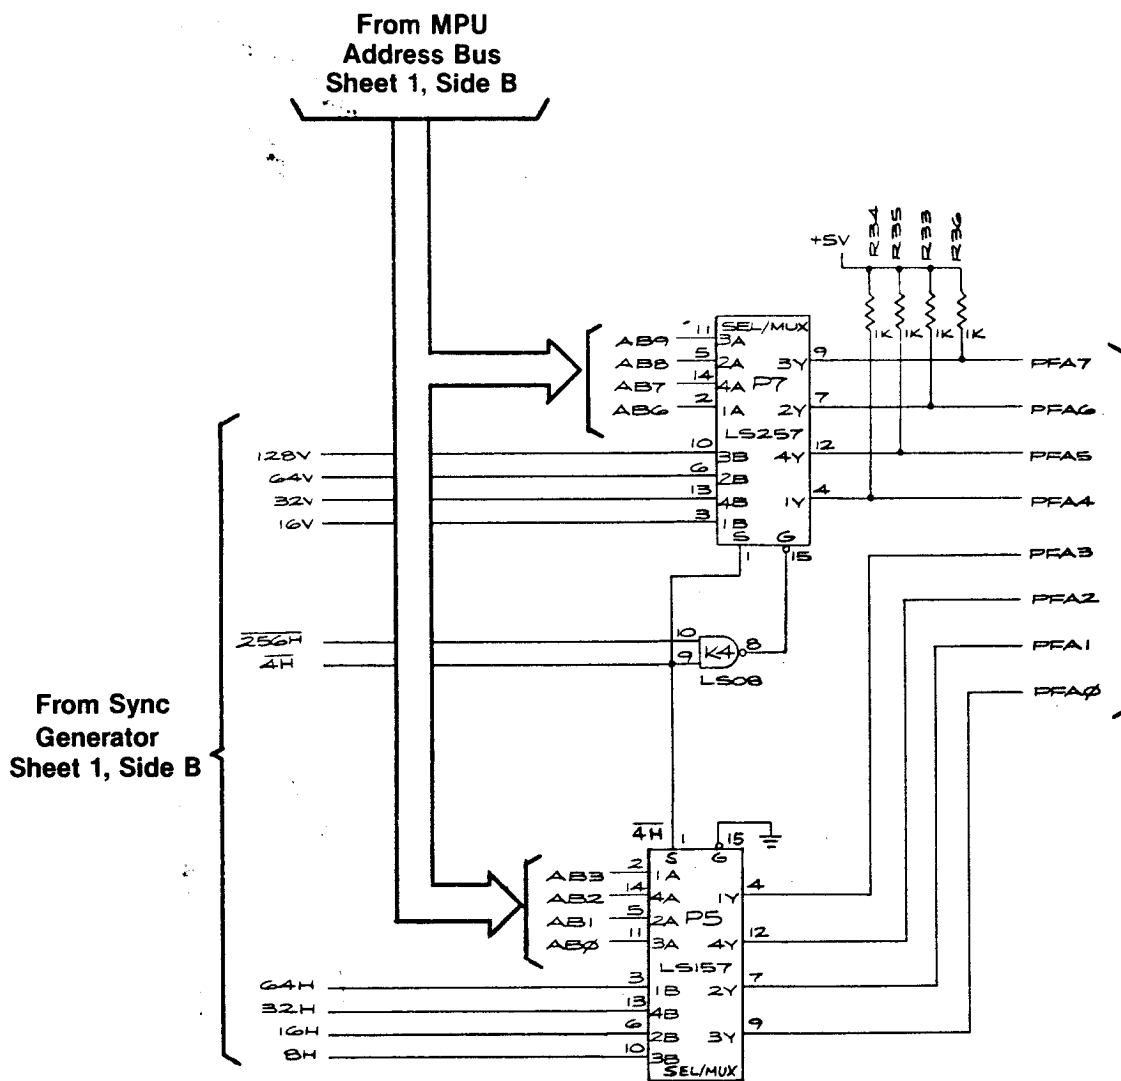 From MPU
Address Bus
Sheet 1, Side B
R34
R35
R33
R36
+5V
1K
1K
1K
1K
SEL/MUX
AB9 11 3A
AB8 5 2A
AB7 14 4A
AB6 2 1A
P7
LS257
3Y 9 PFA7
2Y 7 PFA6
4Y 12 PFA5
1Y 4 PFA4
128V 10 3B
64V 6 2B
32V 13 4B
16V 3 1B
S G
1 15
PFA3
PFA2
PFA1
PFAØ
256H 10
4H 9
K4 8
LS08
From Sync
Generator
Sheet 1, Side B
4H 1 15
S G
AB3 2 1A
AB2 14 4A
AB1 5 2A
ABØ 11 3A
P5
LS157
1Y 4
4Y 12
2Y 7
3Y 9
64H 3 1B
32H 13 4B
16H 6 2B
8H 10 3B
SEL/MUX